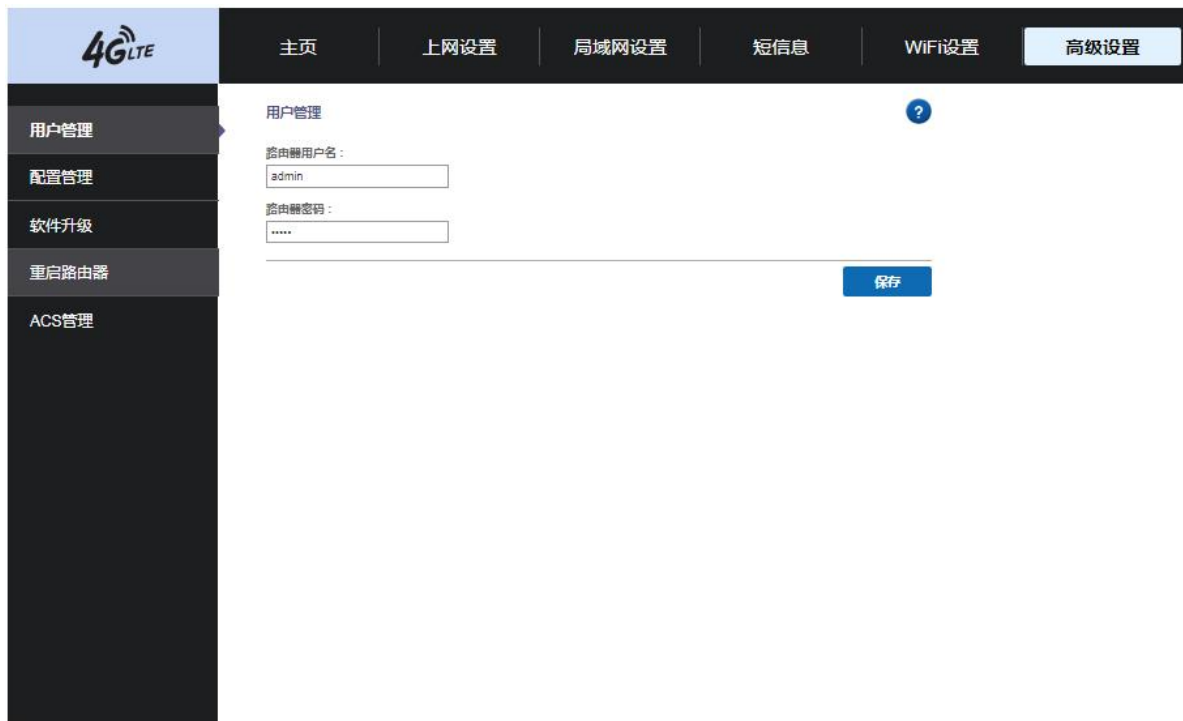 4G LTE
主页
上网设置
局域网设置
短信息
WiFi设置
高级设置
用户管理
配置管理
软件升级
重启路由器
ACS管理
用户管理
?
路由器用户名：
admin
路由器密码：
•••••
保存